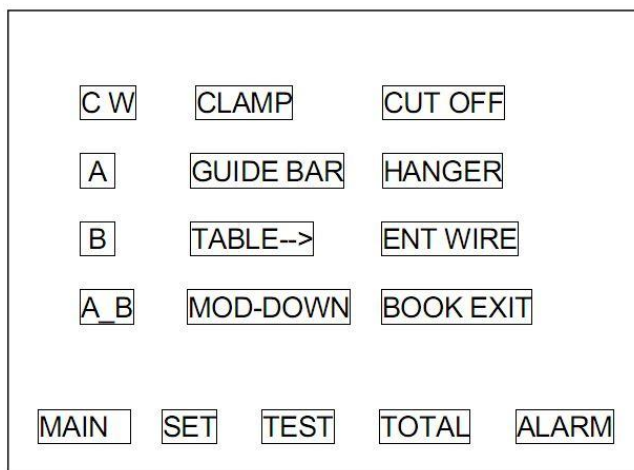 C W CLAMP CUT OFF
A GUIDE BAR HANGER
B TABLE--> ENT WIRE
A_B MOD-DOWN BOOK EXIT
MAIN SET TEST TOTAL ALARM